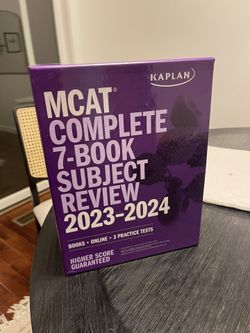 KAPLAN
MCAT®
COMPLETE
7-BOOK
SUBJECT
REVIEW
2023-2024
BOOKS • ONLINE • 3 PRACTICE TESTS
HIGHER SCORE
GUARANTEED